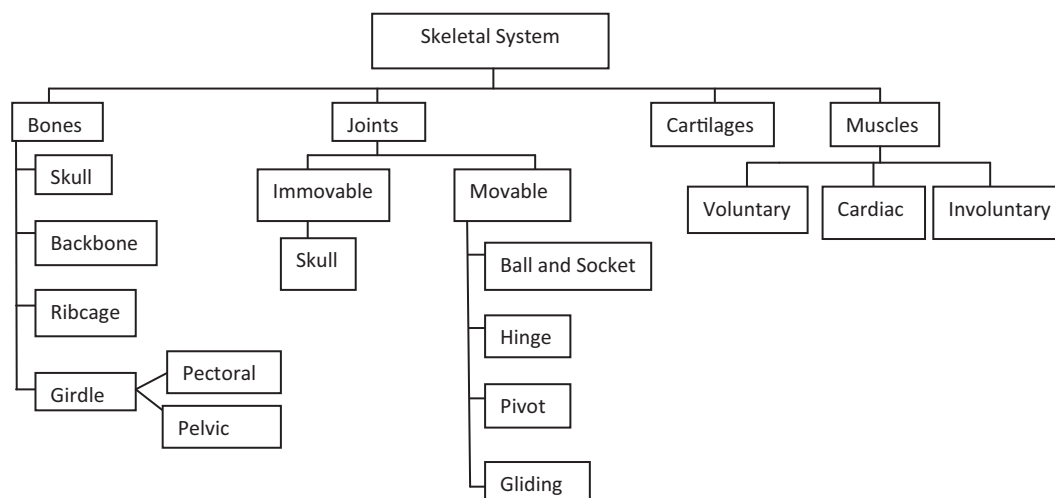 Skeletal System
Bones
Joints
Cartilages
Muscles
Skull
Backbone
Ribcage
Girdle
Pectoral
Pelvic
Immovable
Skull
Movable
Ball and Socket
Hinge
Pivot
Gliding
Voluntary
Cardiac
Involuntary